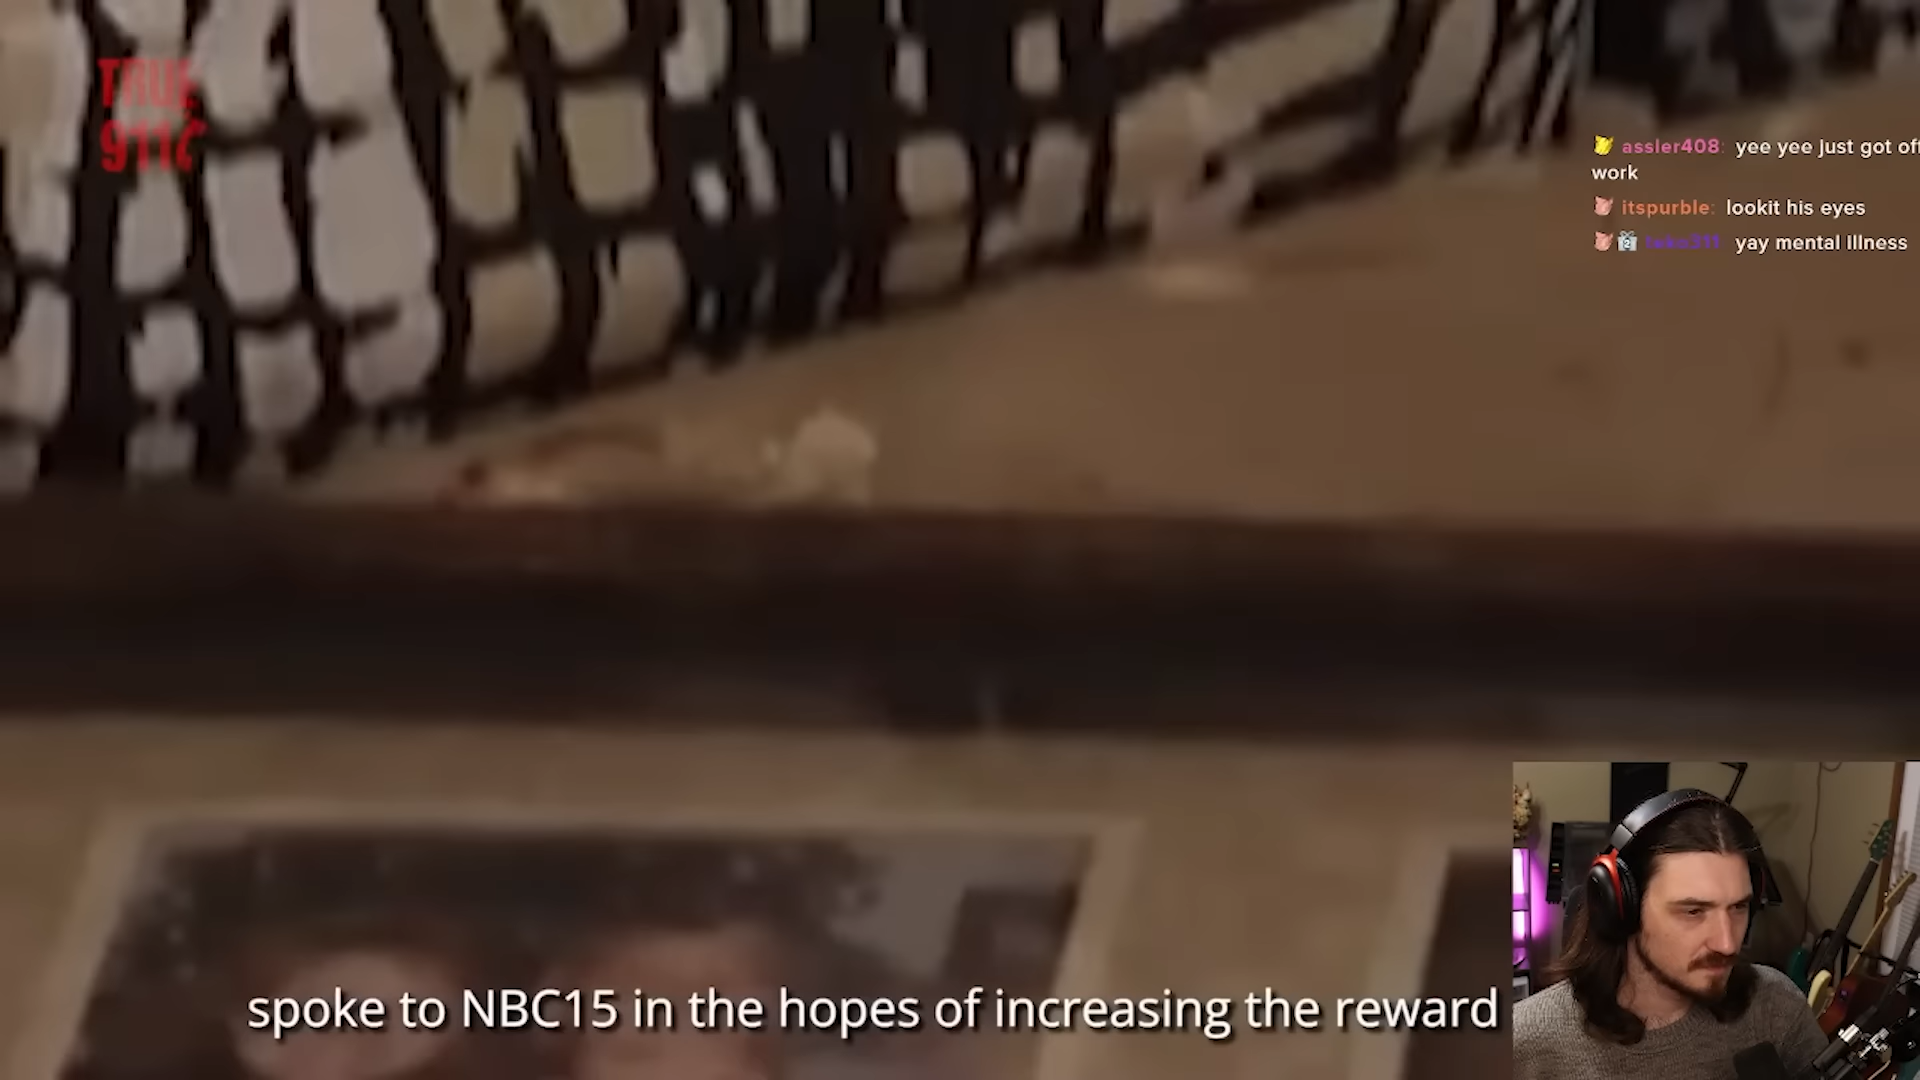 TRUE
911
assler408: yee yee just got off
work
itspurble: lookit his eyes
yay mental illness
spoke to NBC15 in the hopes of increasing the reward